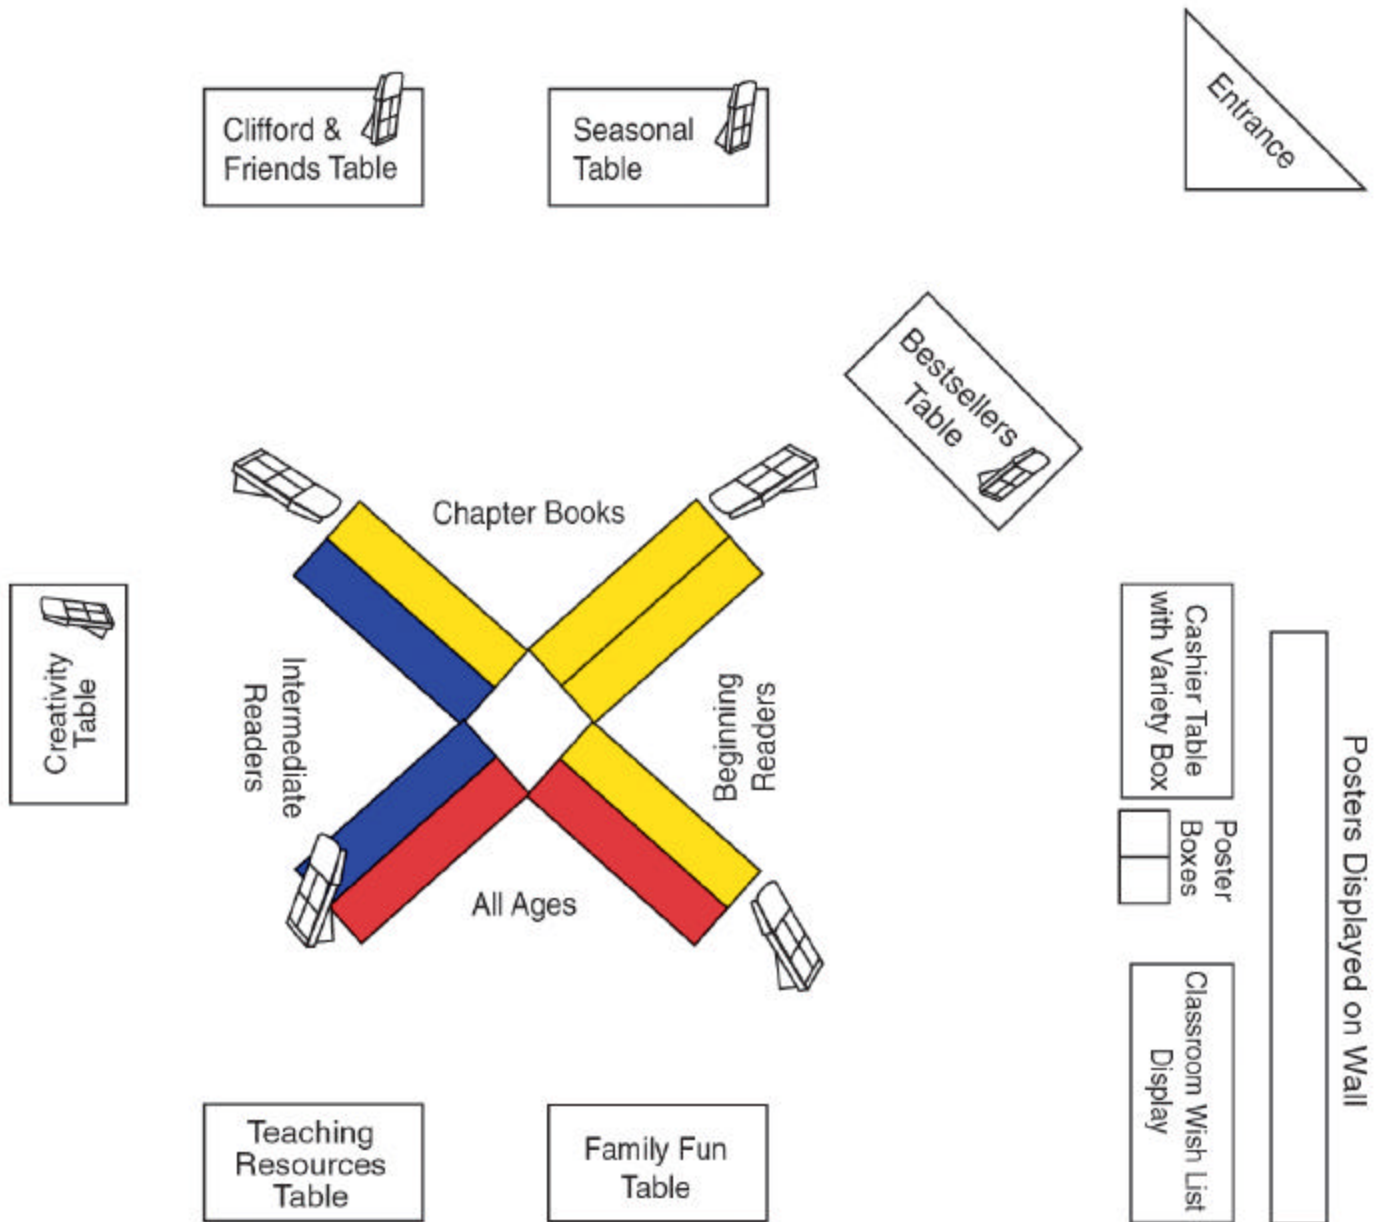 Entrance
Clifford &
Friends Table
Seasonal
Table
Bestsellers
Table
Chapter Books
Creativity
Table
Intermediate
Readers
Beginning
Readers
Cashier Table
with Variety Box
Poster
Boxes
Posters Displayed on Wall
All Ages
Classroom Wish List
Display
Teaching
Resources
Table
Family Fun
Table